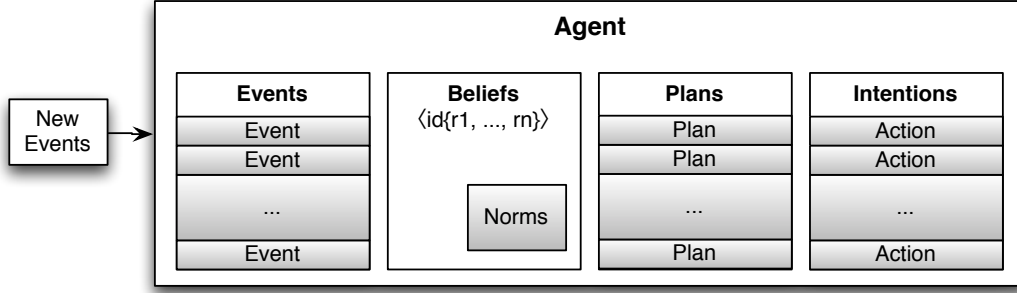 Agent
New
Events
Events
Event
Event
...
Event
Beliefs
⟨id{r1, ..., rn}⟩
Norms
Plans
Plan
Plan
...
Plan
Intentions
Action
Action
...
Action